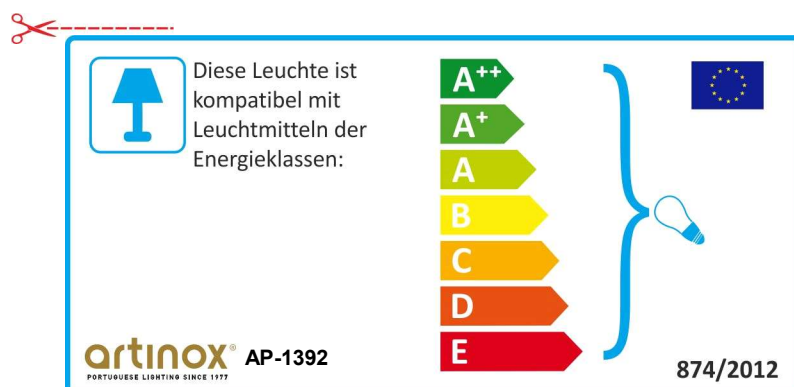 Diese Leuchte ist
kompatibel mit
Leuchtmitteln der
Energieklassen:
A++
A+
A
B
C
D
E
artinox® AP-1392
PORTUGUESE LIGHTING SINCE 1977
874/2012